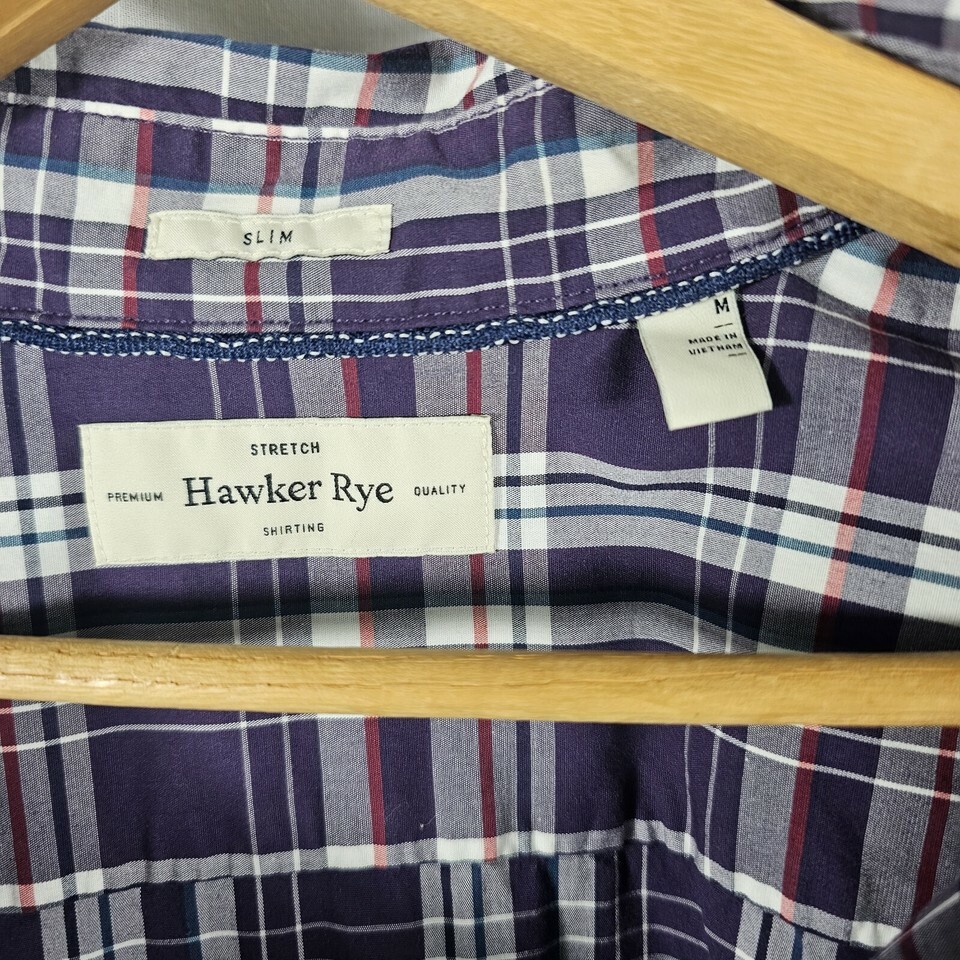 SLIM
M
MADE IN
VIETNAM
STRETCH
PREMIUM Hawker Rye QUALITY
SHIRTING